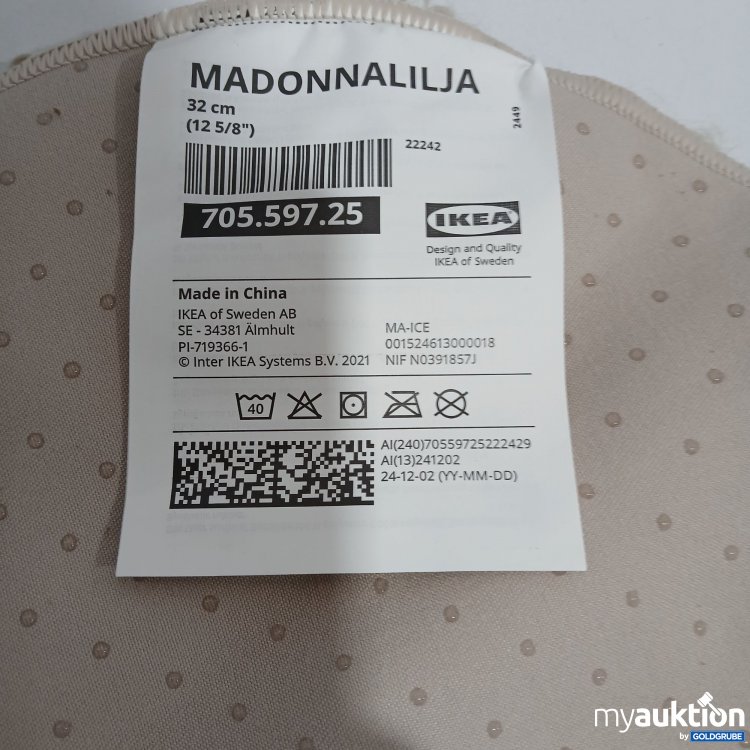 MADONNALILJA
32 cm
(12 5/8")
2449
22242
705.597.25
IKEA
Design and Quality
IKEA of Sweden
Made in China
IKEA of Sweden AB
SE - 34381 Älmhult
PI-719366-1
© Inter IKEA Systems B.V. 2021
MA-ICE
001524613000018
NIF N0391857J
40
AI(240)70559725222429
AI(13)241202
24-12-02 (YY-MM-DD)
myauktion
by GOLDGRUBE